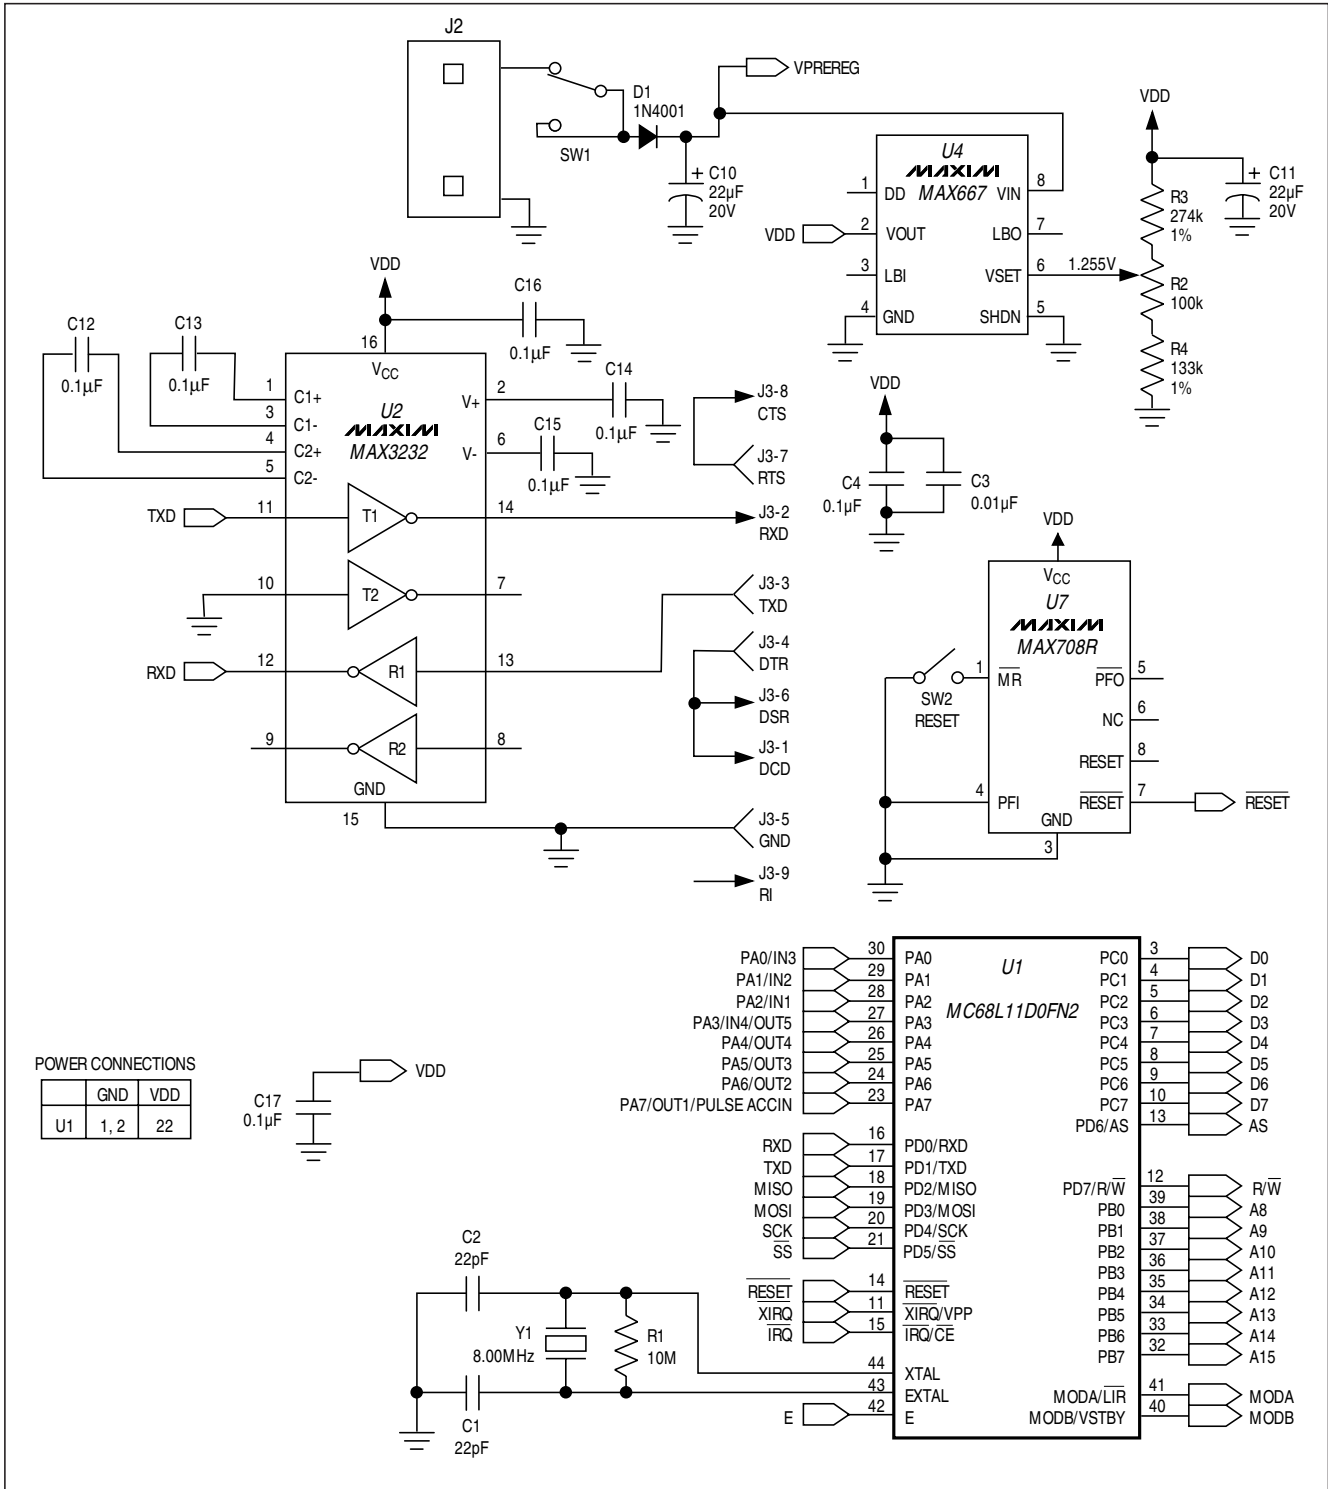 J2
VPREREG
D1
1N4001
SW1
+ C10
22µF
20V
U4
MAXIM
MAX667
1 DD
VIN 8
VDD 2 VOUT
LBO 7
3 LBI
VSET 6 1.255V
4 GND
SHDN 5
VDD
+ C11
22µF
20V
R3
274k
1%
R2
100k
R4
133k
1%
VDD
C16
0.1µF
C12
0.1µF
C13
0.1µF
16
VCC
U2
MAXIM
MAX3232
1 C1+
3 C1-
4 C2+
5 C2-
V+ 2
C14
0.1µF
V- 6
C15
0.1µF
TXD 11 T1 14 J3-2
RXD
10 T2 7
RXD 12 R1 13
9 R2 8
GND
15
J3-8
CTS
J3-7
RTS
J3-3
TXD
J3-4
DTR
J3-6
DSR
J3-1
DCD
J3-5
GND
J3-9
RI
VDD
C4
0.1µF
C3
0.01µF
VDD
VCC
U7
MAXIM
MAX708R
SW2
RESET
1 MR
PFO 5
NC 6
RESET 8
4 PFI
RESET 7 RESET
GND
3
POWER CONNECTIONS
GND VDD
U1 1, 2 22
C17
0.1µF
VDD
U1
MC68L11D0FN2
PA0/IN3 30 PA0
PA1/IN2 29 PA1
PA2/IN1 28 PA2
PA3/IN4/OUT5 27 PA3
PA4/OUT4 26 PA4
PA5/OUT3 25 PA5
PA6/OUT2 24 PA6
PA7/OUT1/PULSE ACCIN 23 PA7
RXD 16 PD0/RXD
TXD 17 PD1/TXD
MISO 18 PD2/MISO
MOSI 19 PD3/MOSI
SCK 20 PD4/SCK
SS 21 PD5/SS
RESET 14 RESET
XIRQ 11 XIRQ/VPP
IRQ 15 IRQ/CE
44 XTAL
43 EXTAL
E 42 E
PC0 3 D0
PC1 4 D1
PC2 5 D2
PC3 6 D3
PC4 7 D4
PC5 8 D5
PC6 9 D6
PC7 10 D7
PD6/AS 13 AS
PD7/R/W 12 R/W
PB0 39 A8
PB1 38 A9
PB2 37 A10
PB3 36 A11
PB4 35 A12
PB5 34 A13
PB6 33 A14
PB7 32 A15
MODA/LIR 41 MODA
MODB/VSTBY 40 MODB
C2
22pF
Y1
8.00MHz
R1
10M
C1
22pF